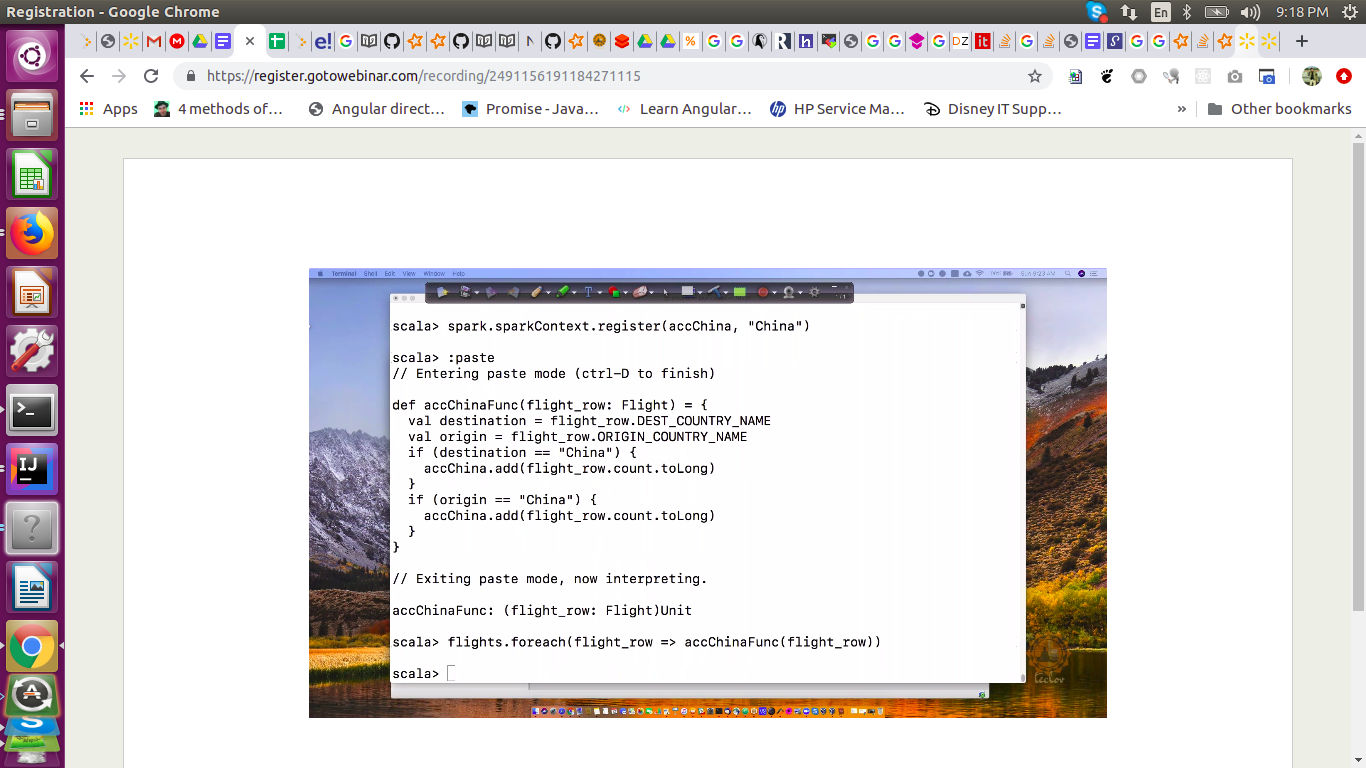 Registration - Google Chrome
En
9:18 PM
https://register.gotowebinar.com/recording/2491156191184271115
Apps
4 methods of…
Angular direct…
Promise - Java…
Learn Angular…
HP Service Ma…
Disney IT Supp…
»
Other bookmarks
Terminal Shell Edit View Window Help
Sun 9:23 AM
scala> spark.sparkContext.register(accChina, "China")
scala> :paste
// Entering paste mode (ctrl-D to finish)
def accChinaFunc(flight_row: Flight) = {
val destination = flight_row.DEST_COUNTRY_NAME
val origin = flight_row.ORIGIN_COUNTRY_NAME
if (destination == "China") {
accChina.add(flight_row.count.toLong)
}
if (origin == "China") {
accChina.add(flight_row.count.toLong)
}
}
// Exiting paste mode, now interpreting.
accChinaFunc: (flight_row: Flight)Unit
scala> flights.foreach(flight_row => accChinaFunc(flight_row))
scala>